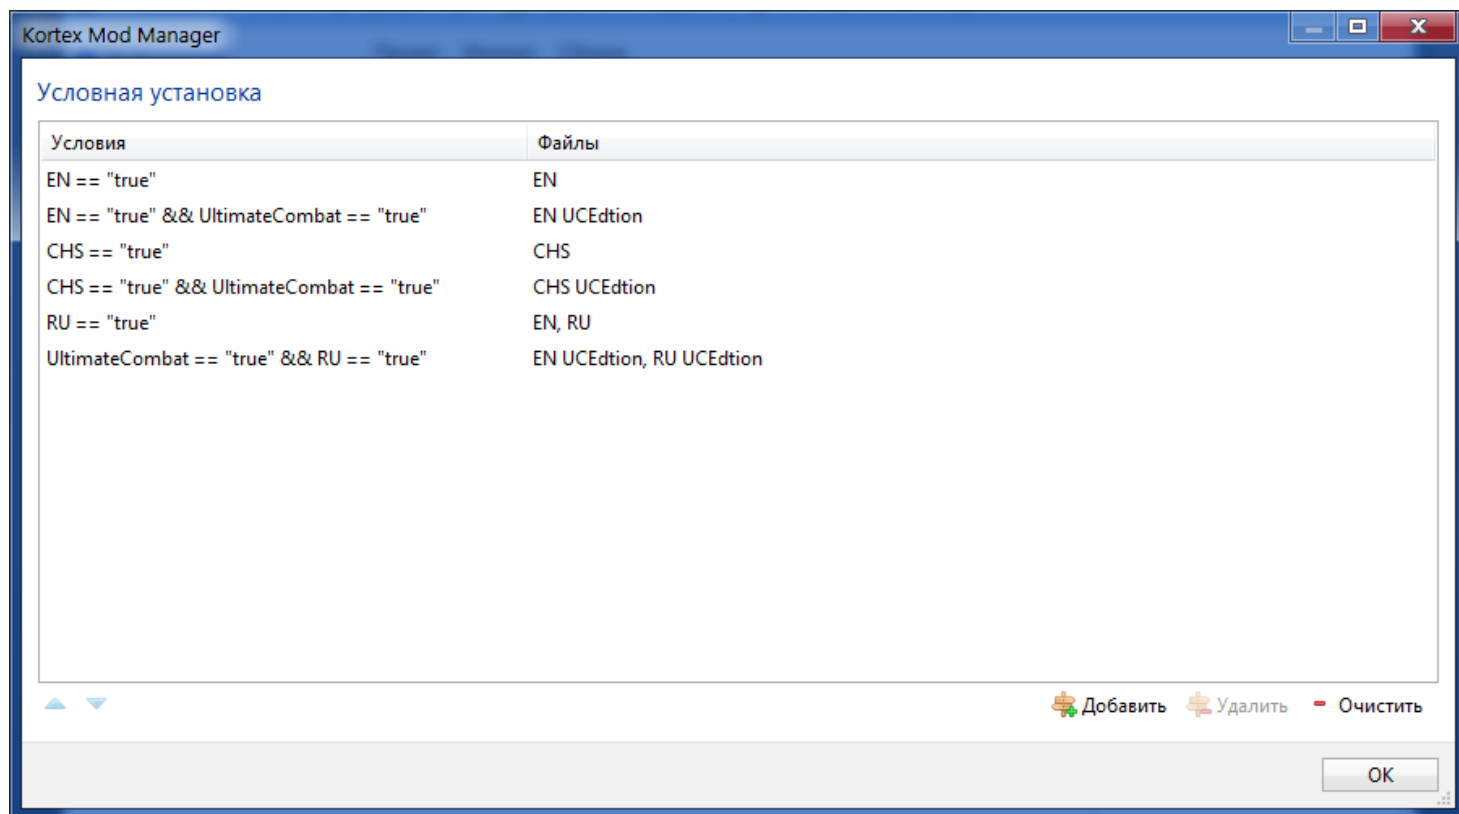 Kortex Mod Manager
Условная установка
Условия Файлы
EN == "true" EN
EN == "true" && UltimateCombat == "true" EN UCEdtion
CHS == "true" CHS
CHS == "true" && UltimateCombat == "true" CHS UCEdtion
RU == "true" EN, RU
UltimateCombat == "true" && RU == "true" EN UCEdtion, RU UCEdtion
Добавить Удалить Очистить
OK